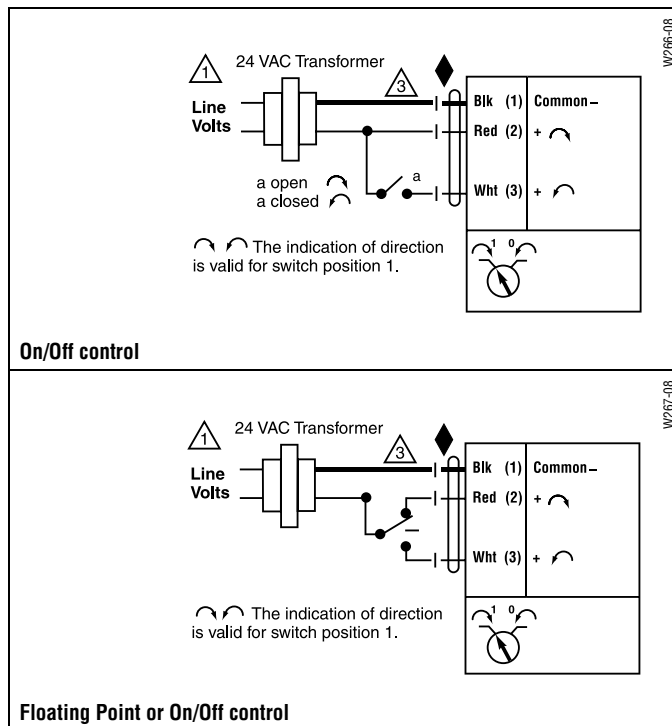 W266-08
24 VAC Transformer
1
3
Line
Volts
Blk (1) Common –
Red (2) +
a open
a closed
a
Wht (3) +
The indication of direction
is valid for switch position 1.
1 0
On/Off control
W267-08
24 VAC Transformer
1
3
Line
Volts
Blk (1) Common –
Red (2) +
Wht (3) +
The indication of direction
is valid for switch position 1.
1 0
Floating Point or On/Off control